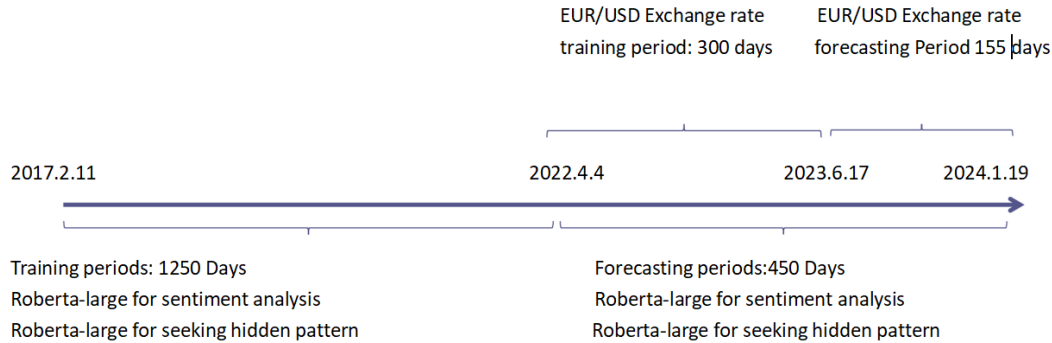 EUR/USD Exchange rate
training period: 300 days
EUR/USD Exchange rate
forecasting Period 155 days
2017.2.11
2022.4.4
2023.6.17
2024.1.19
Training periods: 1250 Days
Roberta-large for sentiment analysis
Roberta-large for seeking hidden pattern
Forecasting periods:450 Days
Roberta-large for sentiment analysis
Roberta-large for seeking hidden pattern